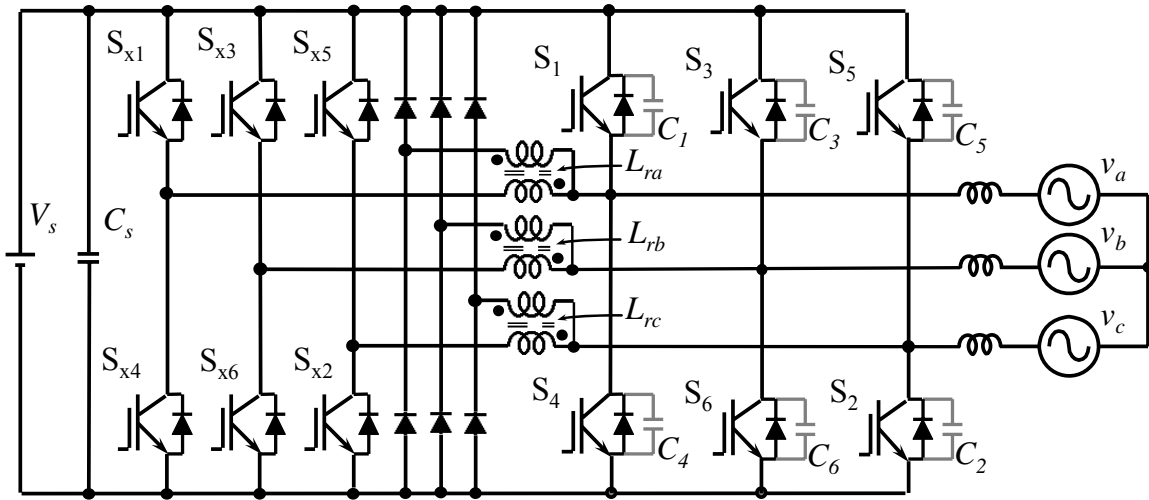 S_x1 S_x3 S_x5 S_1 S_3 S_5
C_1 C_3 C_5
L_ra
V_s C_s v_a
L_rb v_b
L_rc v_c
S_x4 S_x6 S_x2 S_4 S_6 S_2
C_4 C_6 C_2